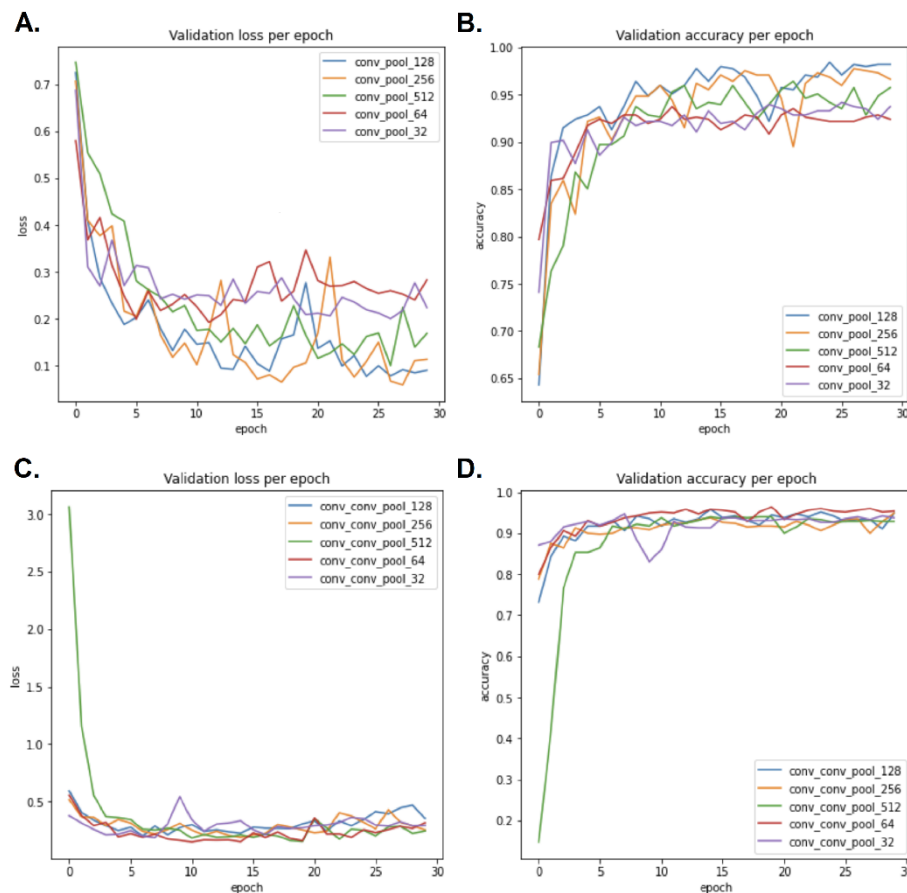 A.
Validation loss per epoch
conv_pool_128
conv_pool_256
conv_pool_512
conv_pool_64
conv_pool_32
0.7
0.6
0.5
0.4
0.3
0.2
0.1
loss
0
5
10
15
20
25
30
epoch
B.
Validation accuracy per epoch
1.00
0.95
0.90
0.85
0.80
0.75
0.70
0.65
accuracy
conv_pool_128
conv_pool_256
conv_pool_512
conv_pool_64
conv_pool_32
0
5
10
15
20
25
30
epoch
C.
Validation loss per epoch
conv_conv_pool_128
conv_conv_pool_256
conv_conv_pool_512
conv_conv_pool_64
conv_conv_pool_32
3.0
2.5
2.0
1.5
1.0
0.5
loss
0
5
10
15
20
25
30
epoch
D.
Validation accuracy per epoch
1.0
0.9
0.8
0.7
0.6
0.5
0.4
0.3
0.2
accuracy
conv_conv_pool_128
conv_conv_pool_256
conv_conv_pool_512
conv_conv_pool_64
conv_conv_pool_32
0
5
10
15
20
25
30
epoch